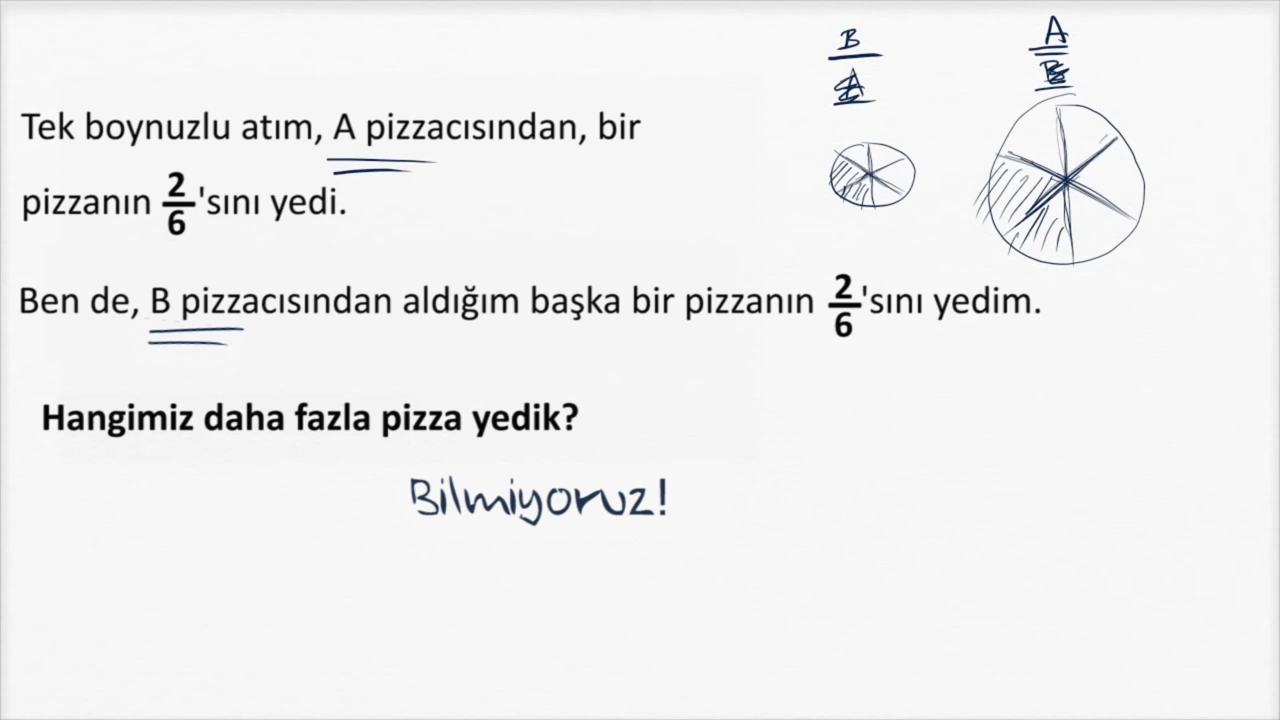 B
A
A
B
Tek boynuzlu atım, A pizzacısından, bir
pizzanın 2/6'sını yedi.
Ben de, B pizzacısından aldığım başka bir pizzanın 2/6'sını yedim.
Hangimiz daha fazla pizza yedik?
Bilmiyoruz!